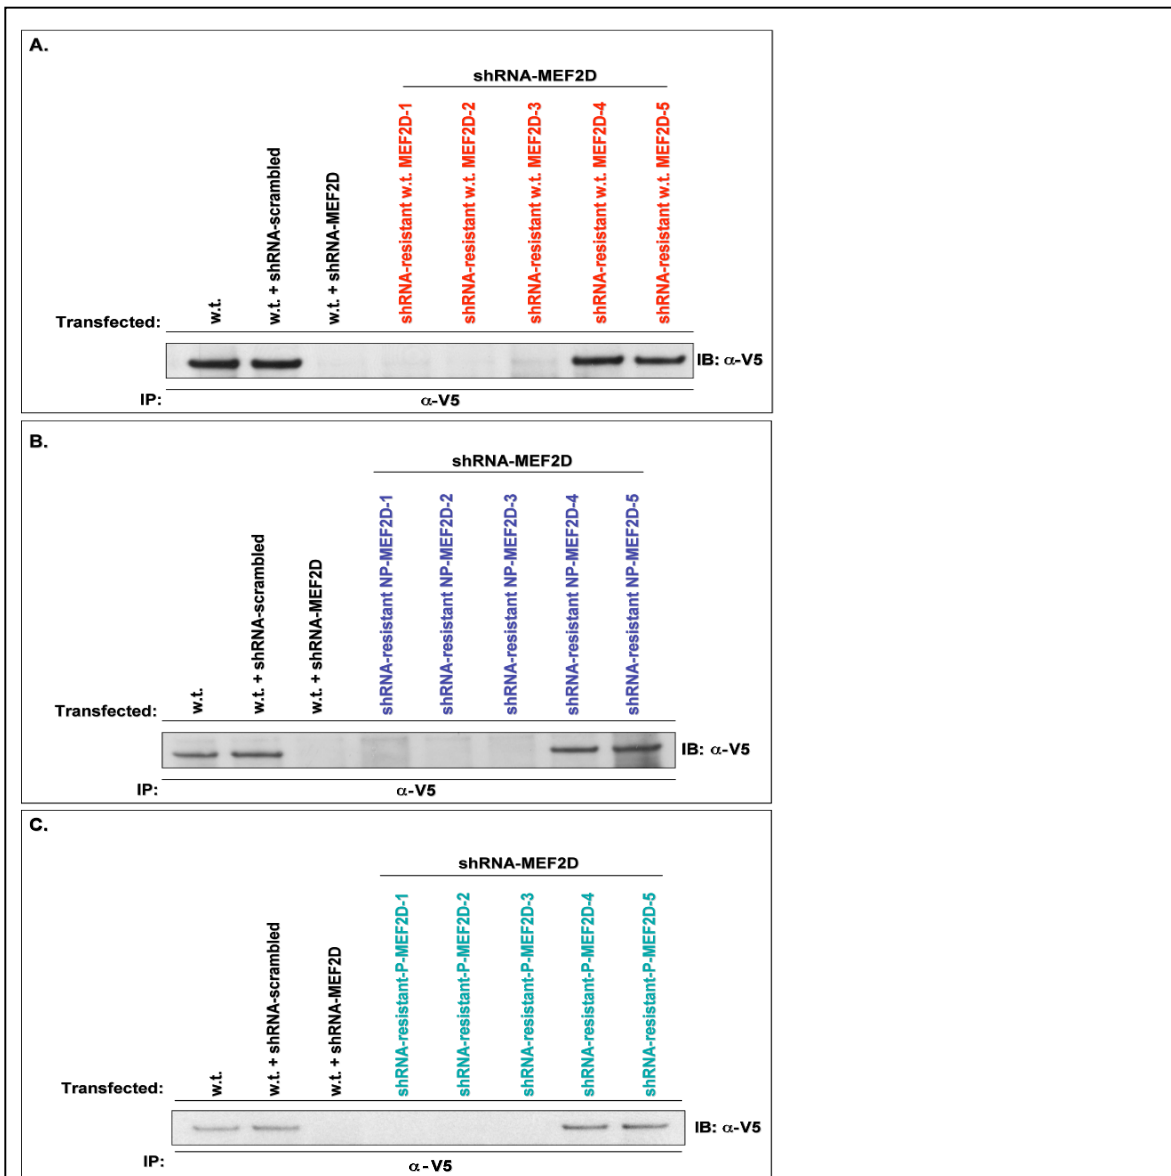 A.
shRNA-MEF2D
w.t.
w.t. + shRNA-scrambled
w.t. + shRNA-MEF2D
shRNA-resistant w.t. MEF2D-1
shRNA-resistant w.t. MEF2D-2
shRNA-resistant w.t. MEF2D-3
shRNA-resistant w.t. MEF2D-4
shRNA-resistant w.t. MEF2D-5
Transfected:
IB: α-V5
IP:
α-V5
B.
shRNA-MEF2D
w.t.
w.t. + shRNA-scrambled
w.t. + shRNA-MEF2D
shRNA-resistant NP-MEF2D-1
shRNA-resistant NP-MEF2D-2
shRNA-resistant NP-MEF2D-3
shRNA-resistant NP-MEF2D-4
shRNA-resistant NP-MEF2D-5
Transfected:
IB: α-V5
IP:
α-V5
C.
shRNA-MEF2D
w.t.
w.t. + shRNA-scrambled
w.t. + shRNA-MEF2D
shRNA-resistant-P-MEF2D-1
shRNA-resistant-P-MEF2D-2
shRNA-resistant-P-MEF2D-3
shRNA-resistant-P-MEF2D-4
shRNA-resistant-P-MEF2D-5
Transfected:
IB: α-V5
IP:
α-V5